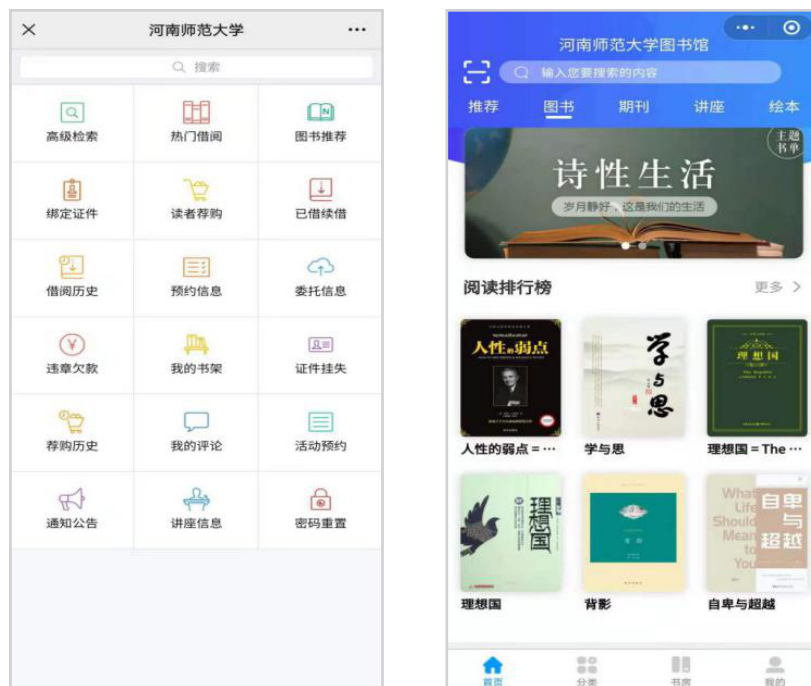 河南师范大学
搜索
高级检索 热门借阅 图书推荐
绑定证件 读者荐购 已借续借
借阅历史 预约信息 委托信息
违章欠款 我的书架 证件挂失
荐购历史 我的评论 活动预约
通知公告 讲座信息 密码重置
河南师范大学图书馆
输入您要搜索的内容
推荐 图书 期刊 讲座 绘本
主题
书单
诗性生活
岁月静好,这是我们的生活
阅读排行榜 更多 >
人性的弱点
学与思
理想国
人性的弱点 = ··· 学与思 理想国 = The ···
理想国
背影
What
Life
Should
Mean
to
You
自卑
与
超越
理想国 背影 自卑与超越
首页 分类 书房 我的